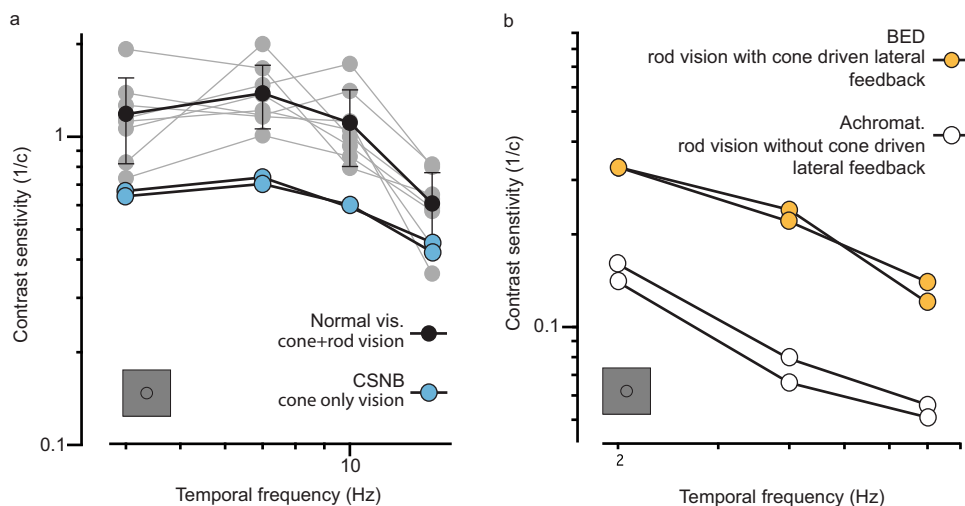 a
Contrast senstivity (1/c)
1
0.1
Normal vis.
cone+rod vision
CSNB
cone only vision
10
Temporal frequency (Hz)
b
Contrast senstivity (1/c)
0.1
BED
rod vision with cone driven lateral
feedback
Achromat.
rod vision without cone driven
lateral feedback
2
Temporal frequency (Hz)